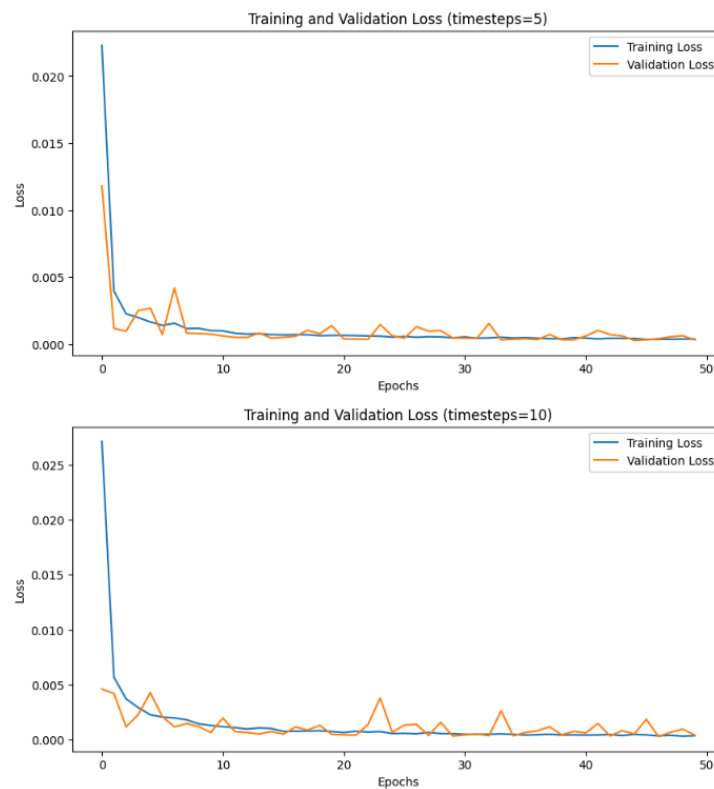 Training and Validation Loss (timesteps=5)
Training Loss
Validation Loss
0.020
0.015
0.010
0.005
0.000
Loss
0 10 20 30 40 50
Epochs
Training and Validation Loss (timesteps=10)
Training Loss
Validation Loss
0.025
0.020
0.015
0.010
0.005
0.000
Loss
0 10 20 30 40 50
Epochs